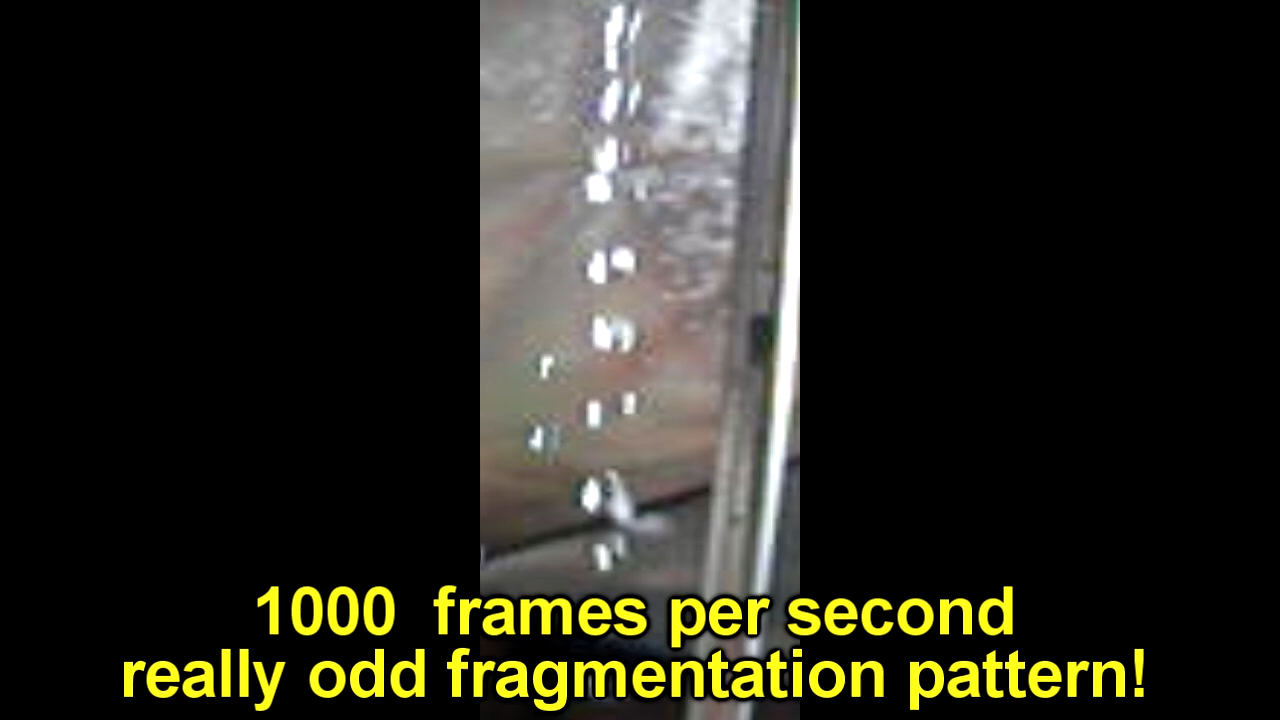 1000  frames per second
really odd fragmentation pattern!